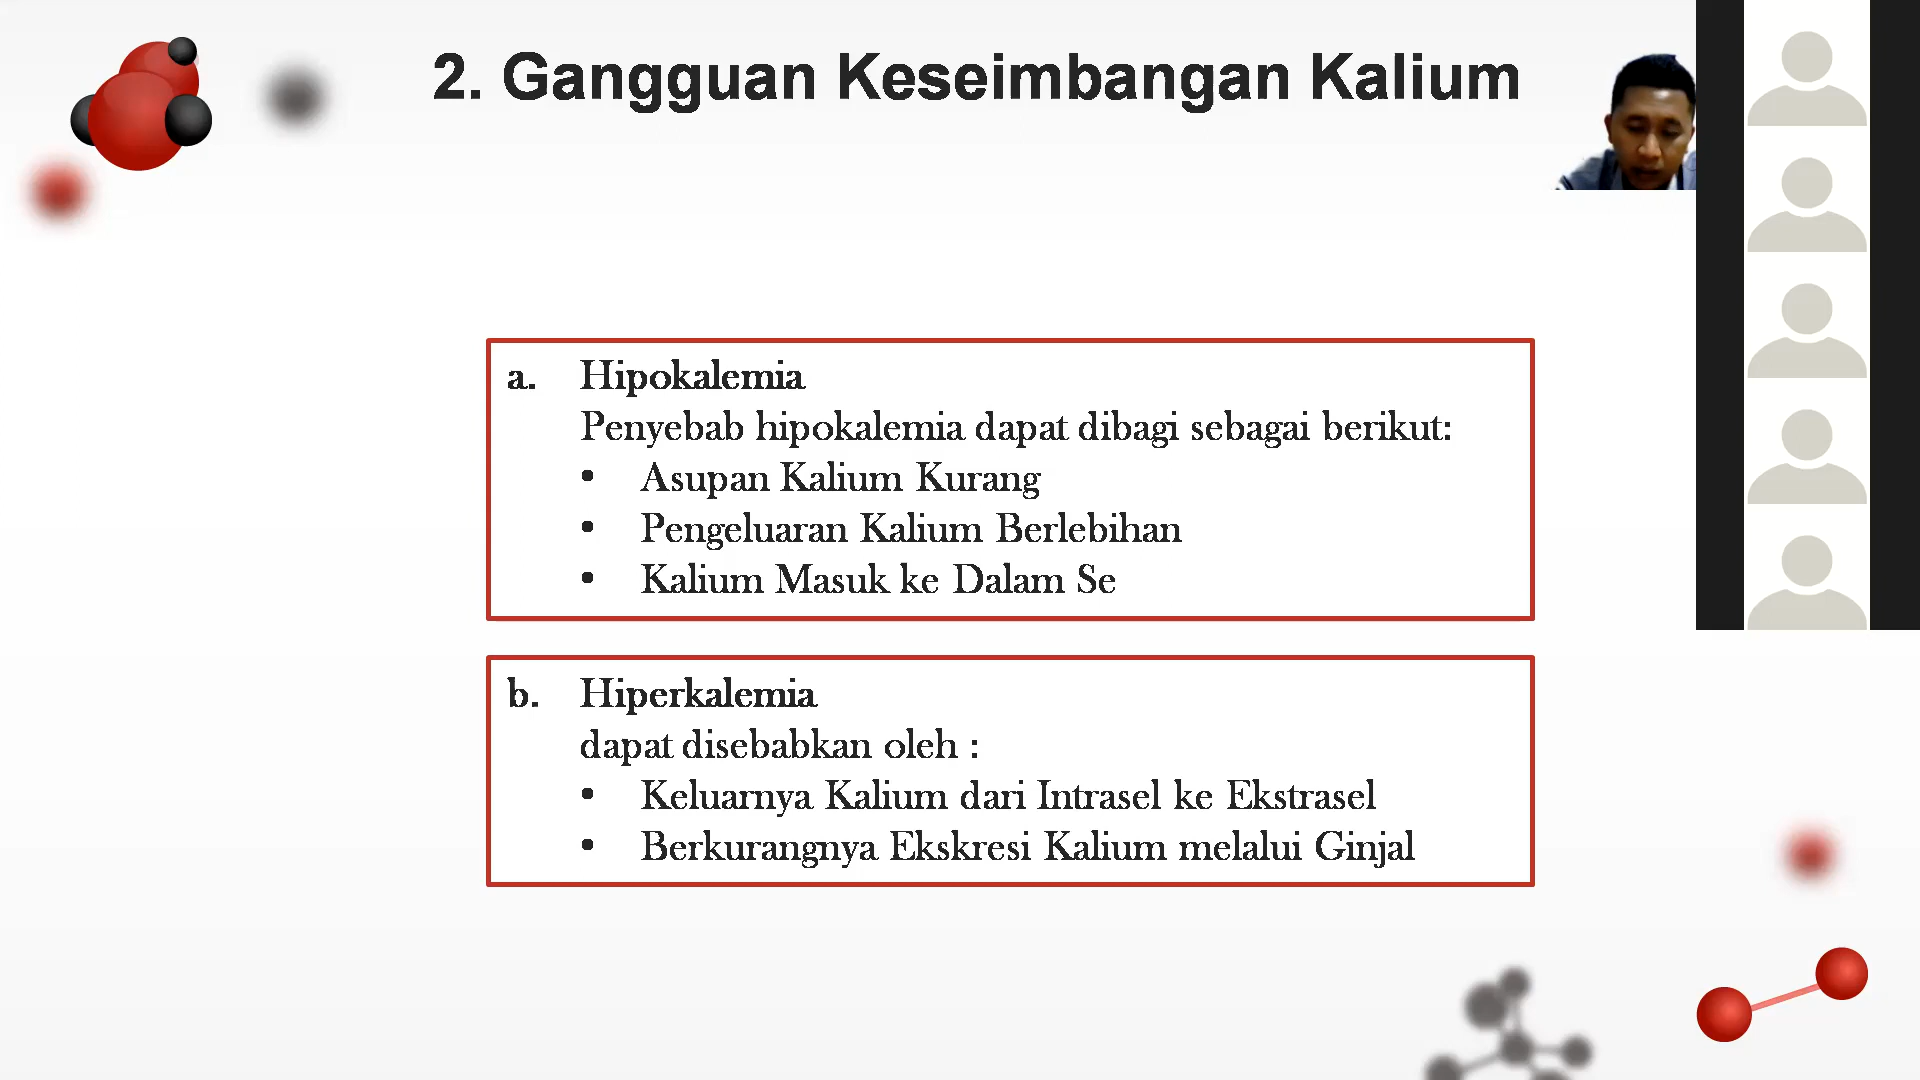 2. Gangguan Keseimbangan Kalium
a. Hipokalemia
Penyebab hipokalemia dapat dibagi sebagai berikut:
• Asupan Kalium Kurang
• Pengeluaran Kalium Berlebihan
• Kalium Masuk ke Dalam Se
b. Hiperkalemia
dapat disebabkan oleh :
• Keluarnya Kalium dari Intrasel ke Ekstrasel
• Berkurangnya Ekskresi Kalium melalui Ginjal